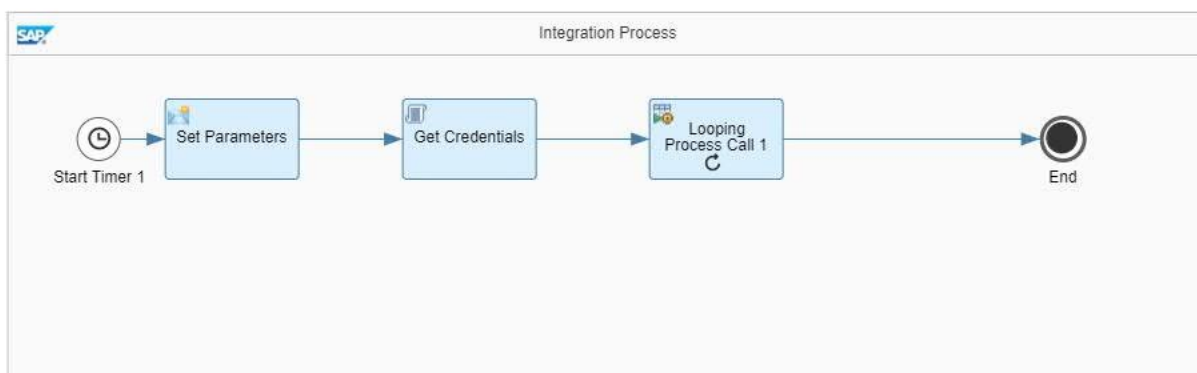 SAP
Integration Process
Set Parameters
Get Credentials
Looping
Process Call 1
Start Timer 1
End